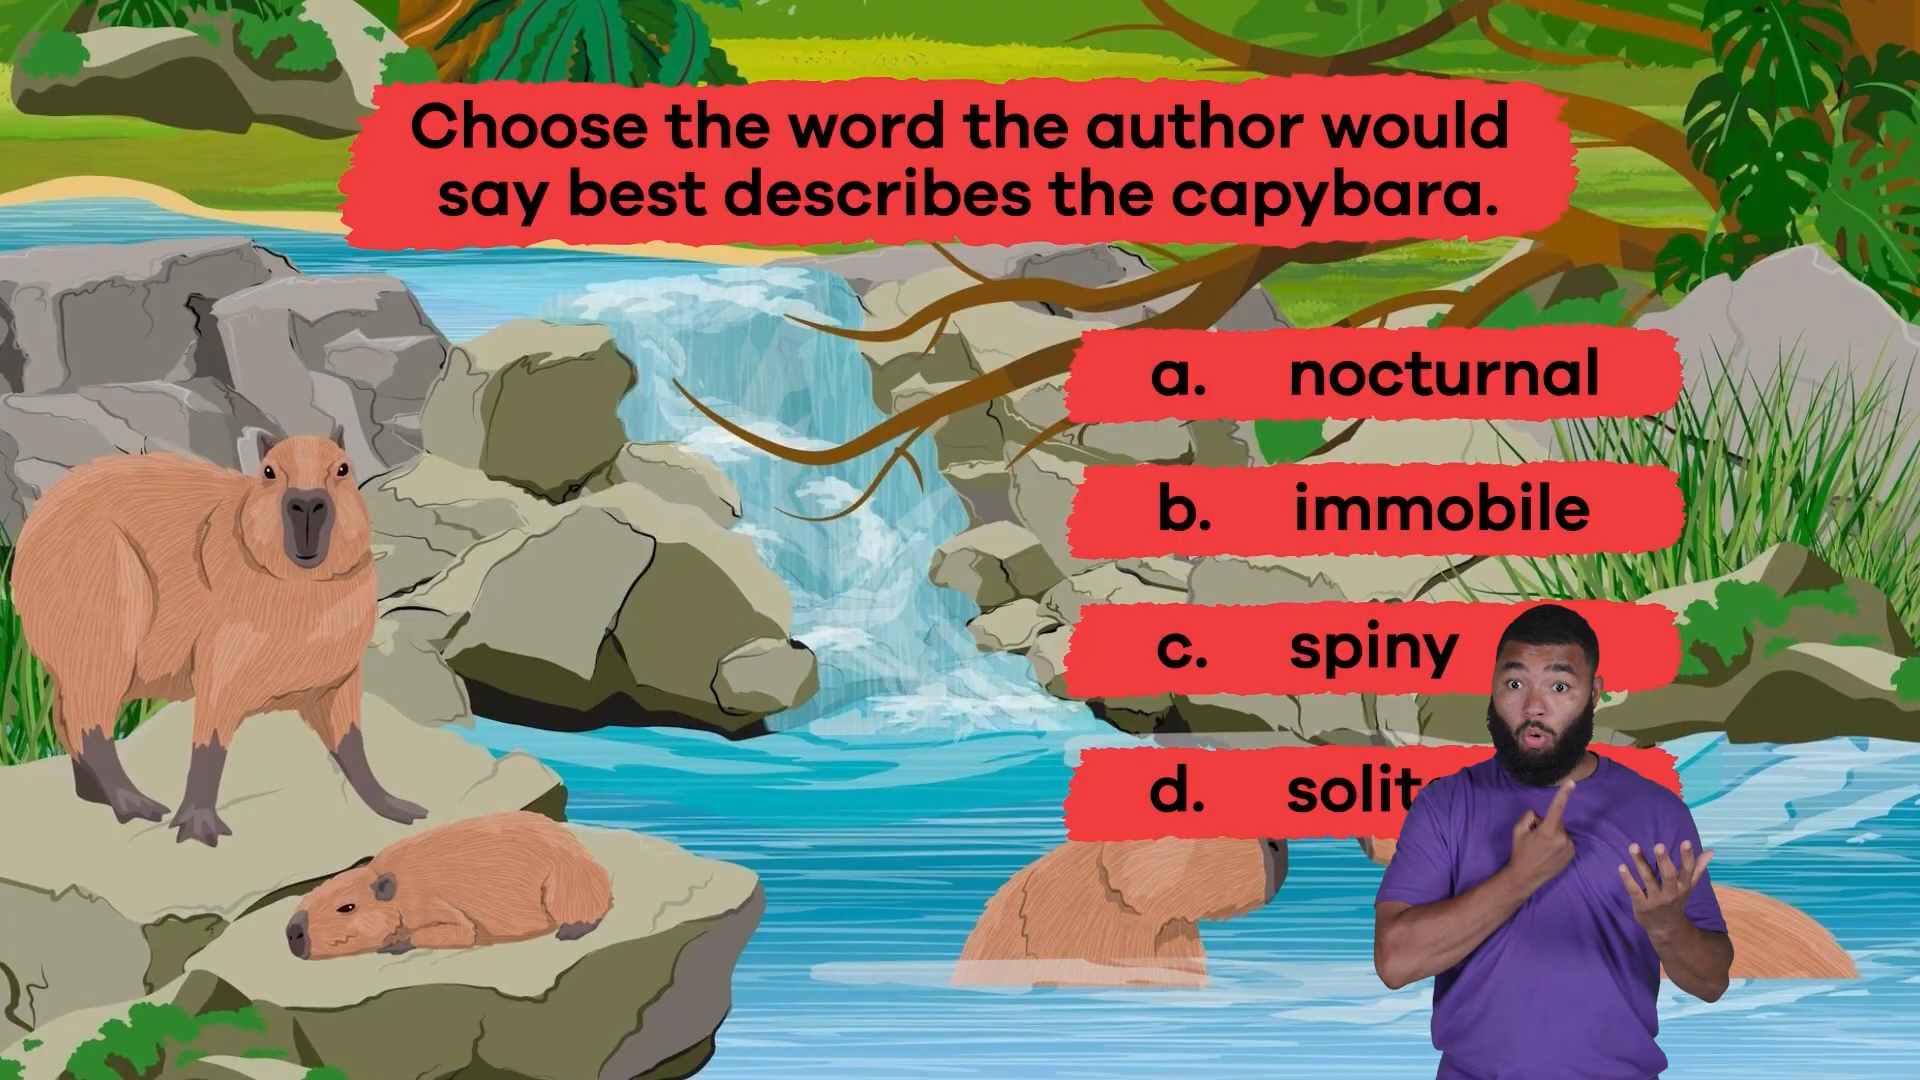 Choose the word the author would
say best describes the capybara.
a. nocturnal
b. immobile
c. spiny
d.